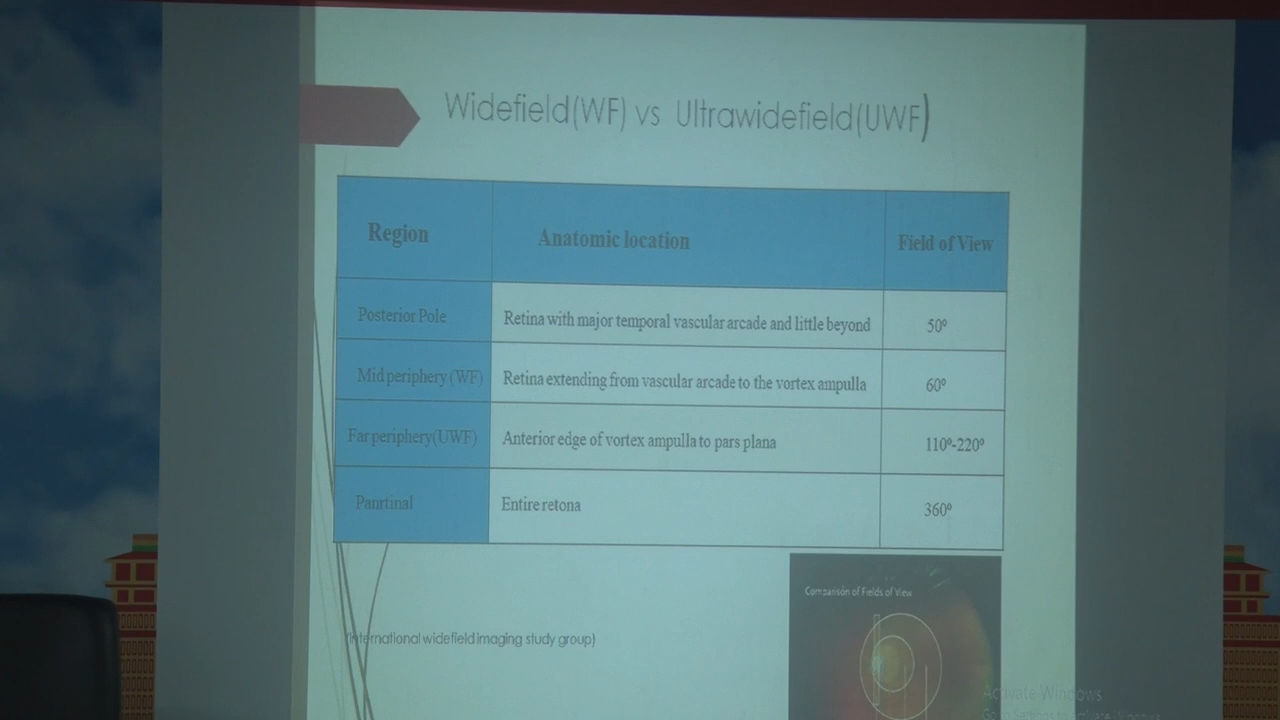 Widefield(WF) vs Ultrawidefield(UWF)
Region Anatomic location Field of View
Posterior Pole Retina with major temporal vascular arcade and little beyond 50º
Mid periphery (WF) Retina extending from vascular arcade to the vortex ampulla 60º
Far periphery(UWF) Anterior edge of vortex ampulla to pars plana 110º-220º
Panrtinal Entire retona 360º
Comparison of Fields of View
(International widefield imaging study group)
Activate Windows